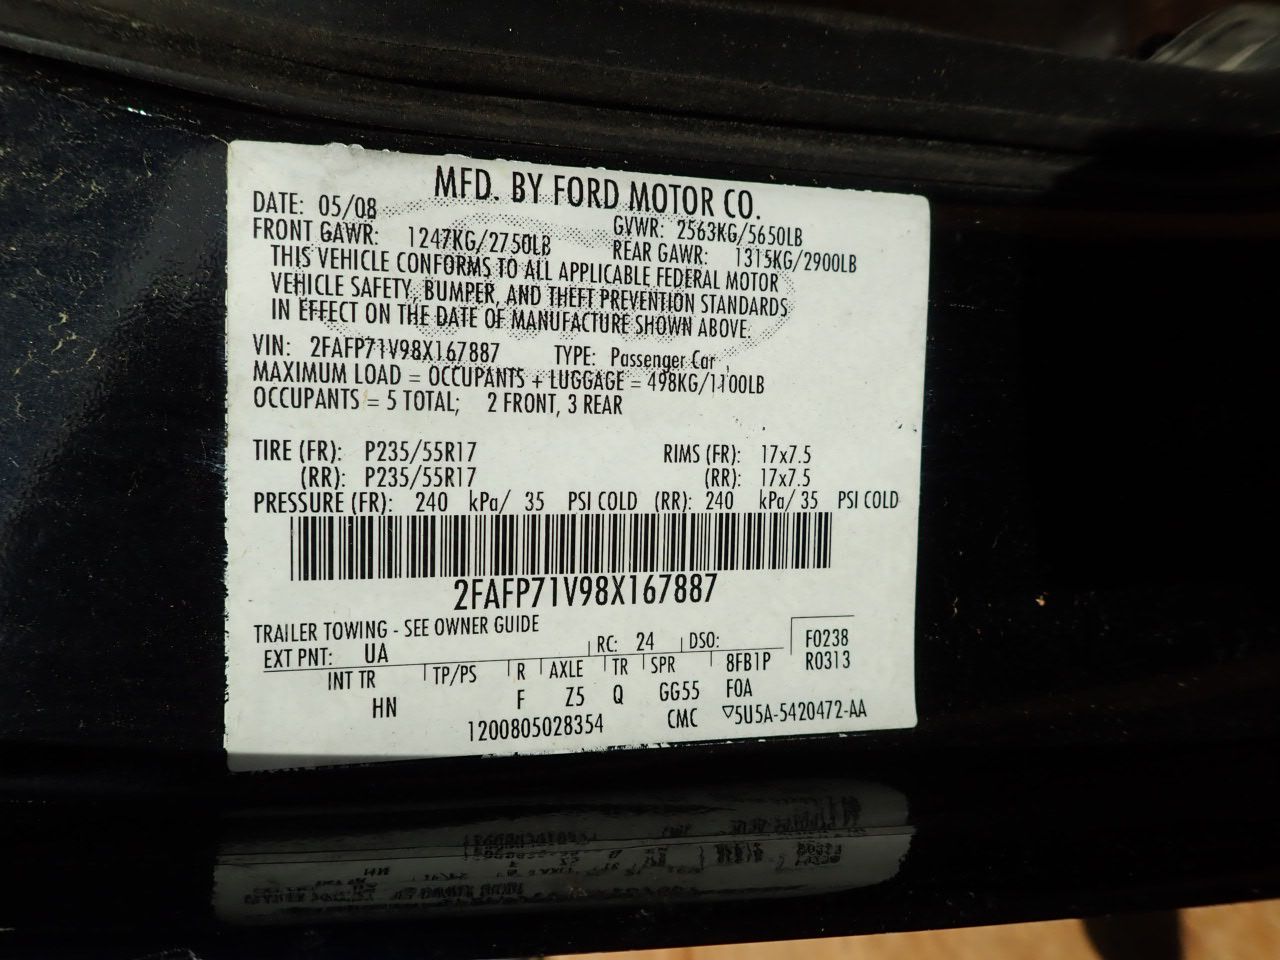 MFD. BY FORD MOTOR CO.
DATE: 05/08 GVWR: 2563KG/5650LB
FRONT GAWR: 1247KG/2750LB REAR GAWR: 1315KG/2900LB
THIS VEHICLE CONFORMS TO ALL APPLICABLE FEDERAL MOTOR
VEHICLE SAFETY, BUMPER, AND THEFT PREVENTION STANDARDS
IN EFFECT ON THE DATE OF MANUFACTURE SHOWN ABOVE.
VIN: 2FAFP71V98X167887 TYPE: Passenger Car
MAXIMUM LOAD = OCCUPANTS + LUGGAGE = 498KG/1100LB
OCCUPANTS = 5 TOTAL; 2 FRONT, 3 REAR
TIRE (FR): P235/55R17 RIMS (FR): 17x7.5
(RR): P235/55R17 (RR): 17x7.5
PRESSURE (FR): 240 kPa/ 35 PSI COLD (RR): 240 kPa/ 35 PSI COLD
2FAFP71V98X167887
TRAILER TOWING - SEE OWNER GUIDE
EXT PNT: UA RC: 24 DSO: F0238
INT TR TP/PS R AXLE TR SPR 8FB1P R0313
HN F Z5 Q GG55 FOA
1200805028354 CMC ▽5U5A-5420472-AA